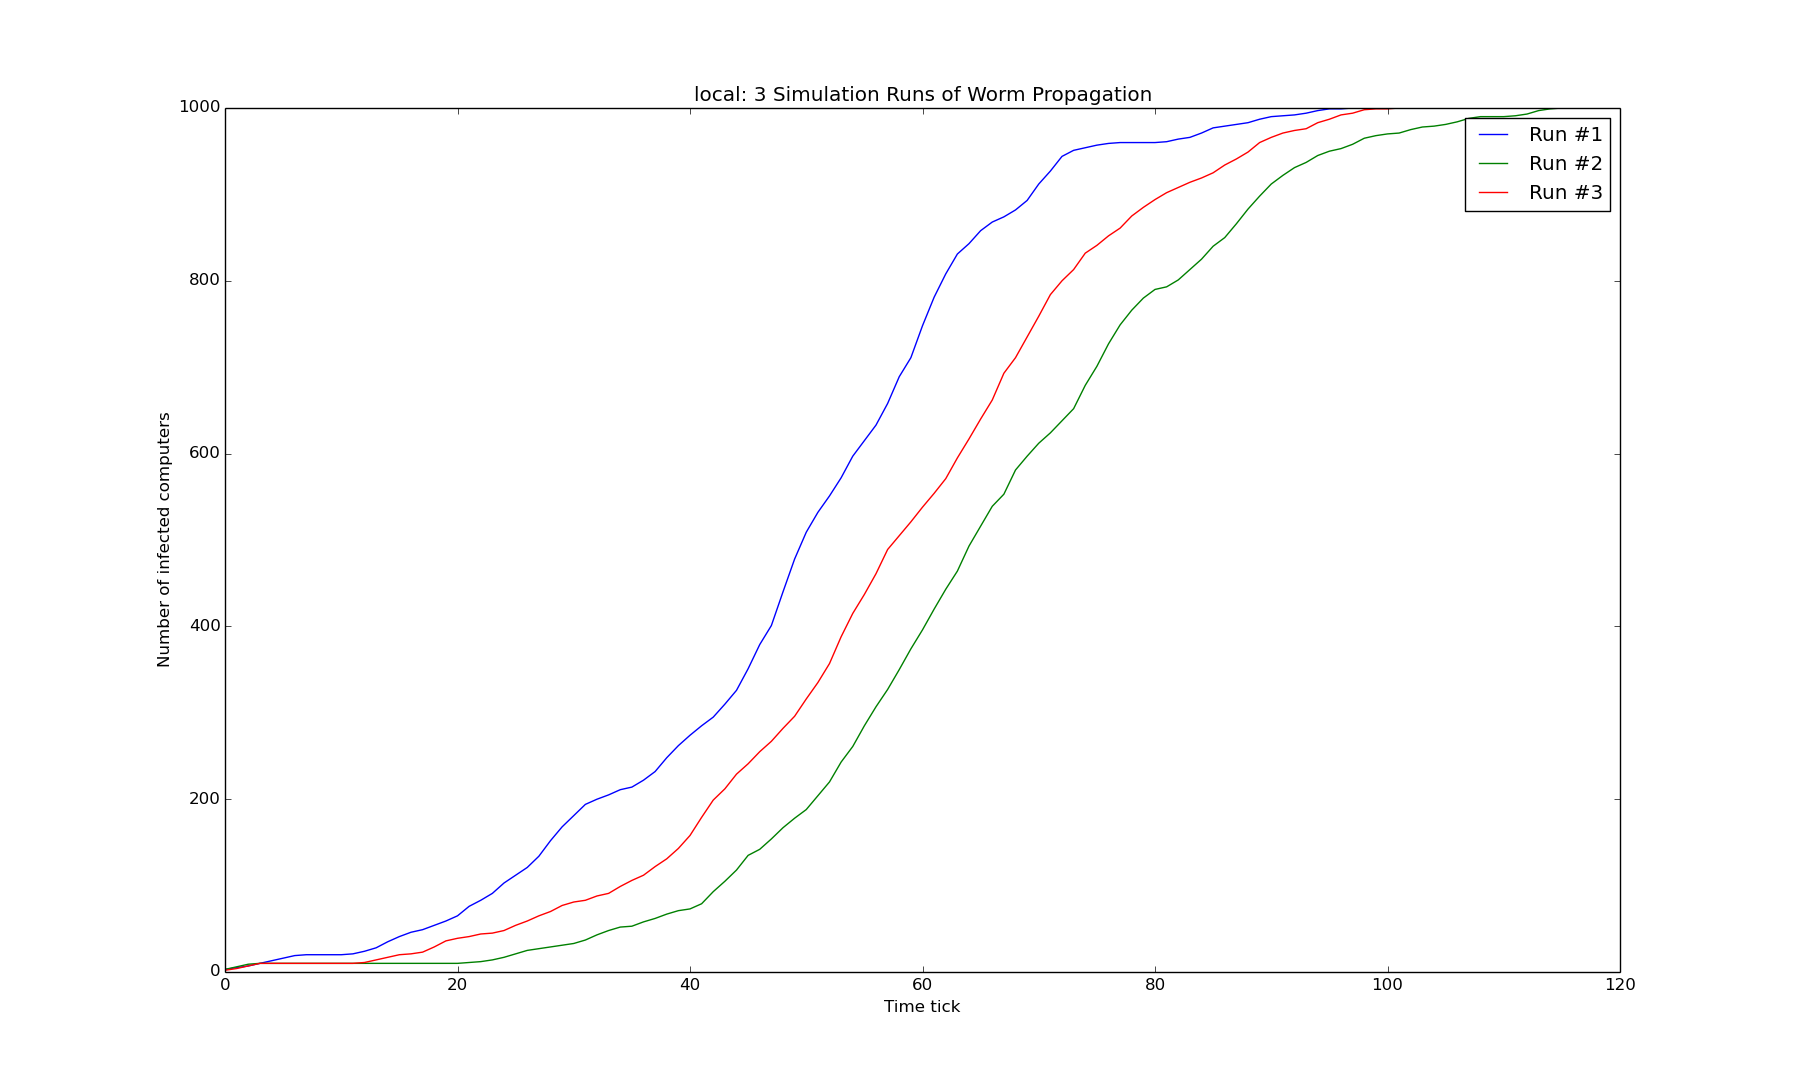 local: 3 Simulation Runs of Worm Propagation
1000
800
600
400
200
0
Number of infected computers
Run #1
Run #2
Run #3
0 20 40 60 80 100 120
Time tick